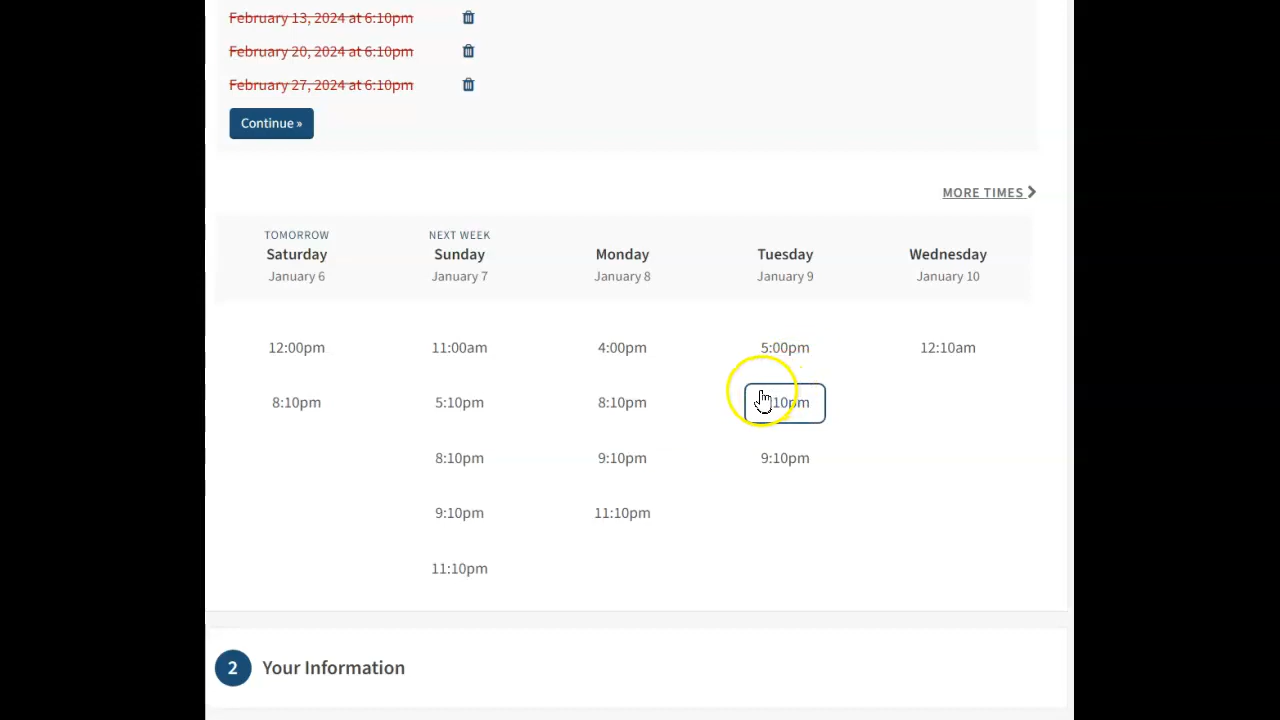 February 13, 2024 at 6:10pm
February 20, 2024 at 6:10pm
February 27, 2024 at 6:10pm
Continue »
MORE TIMES
TOMORROW NEXT WEEK
Saturday Sunday Monday Tuesday Wednesday
January 6 January 7 January 8 January 9 January 10
12:00pm 11:00am 4:00pm 5:00pm 12:10am
8:10pm 5:10pm 8:10pm
8:10pm 9:10pm 9:10pm
9:10pm 11:10pm
11:10pm
2 Your Information